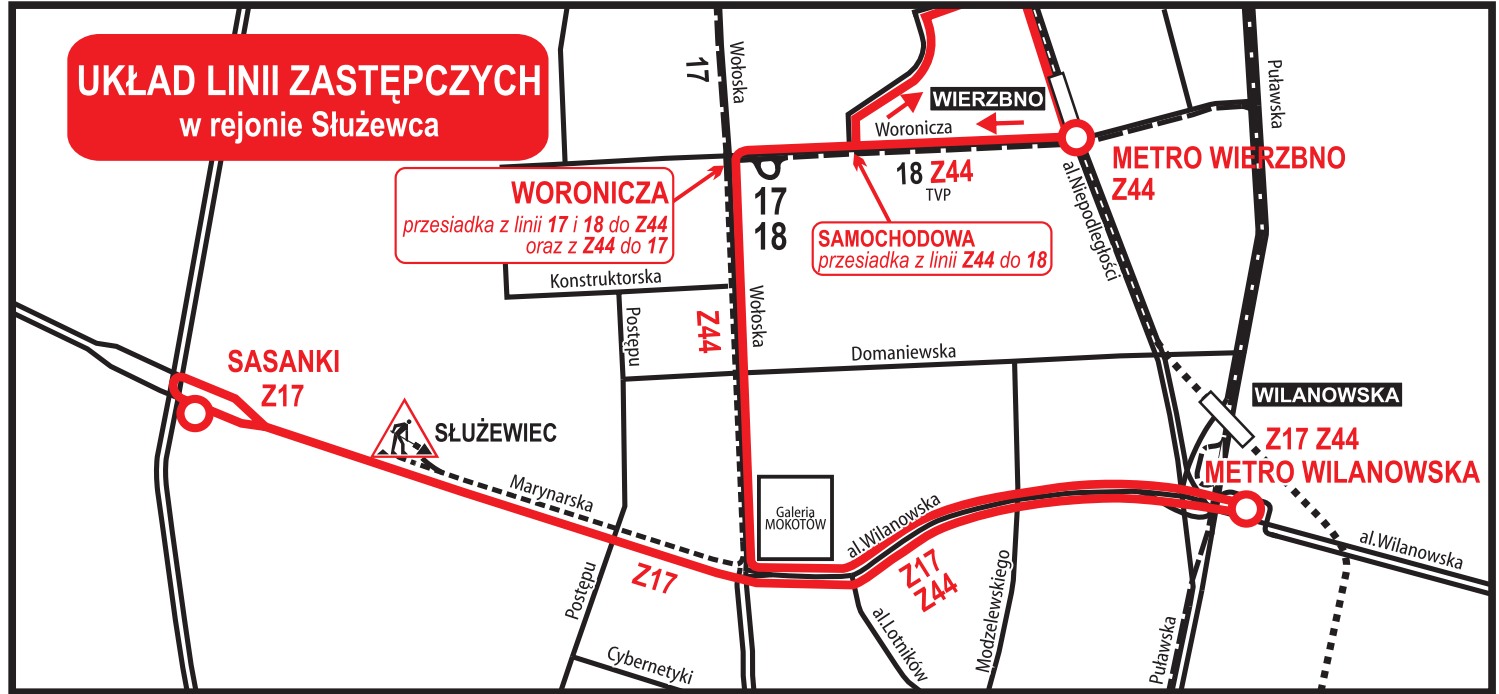 UKŁAD LINII ZASTĘPCZYCH
w rejonie Służewca
17
Wołoska
WIERZBNO
Woronicza
Puławska
METRO WIERZBNO
Z44
18 Z44
TVP
al.Niepodległości
WORONICZA
przesiadka z linii 17 i 18 do Z44
oraz z Z44 do 17
17
18
SAMOCHODOWA
przesiadka z linii Z44 do 18
Konstruktorska
Postępu
Z44
Wołoska
Domaniewska
SASANKI
Z17
SŁUŻEWIEC
WILANOWSKA
Z17 Z44
METRO WILANOWSKA
Marynarska
Galeria
MOKOTÓW
al.Wilanowska
al.Wilanowska
Z17
Z17
Z44
Postępu
al.Lotników
Modzelewskiego
Puławska
Cybernetyki